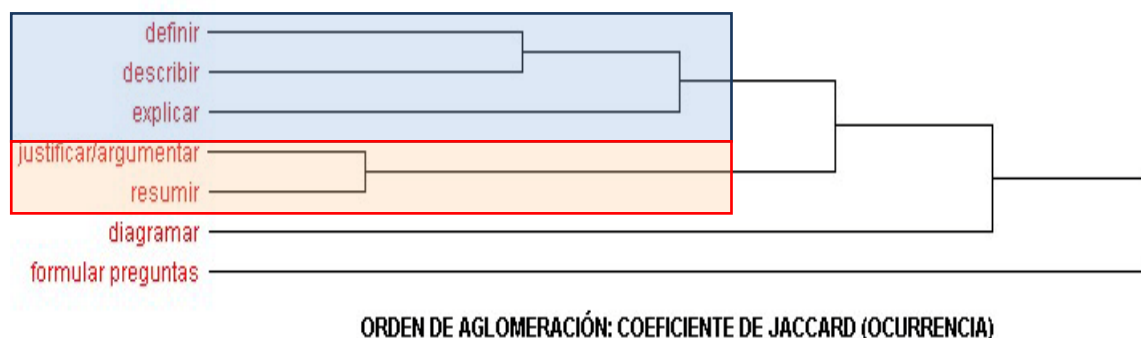 definir
describir
explicar
justificar/argumentar
resumir
diagramar
formular preguntas
ORDEN DE AGLOMERACIÓN: COEFICIENTE DE JACCARD (OCURRENCIA)